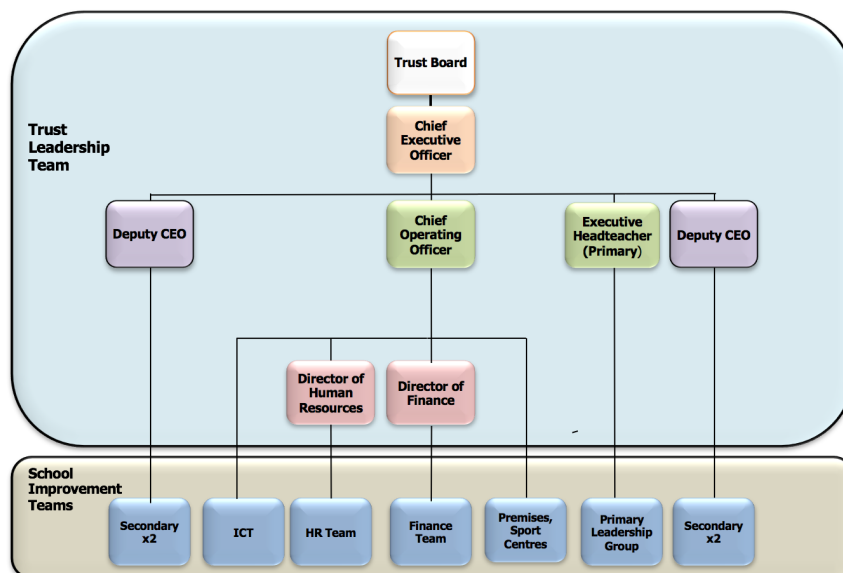 Trust Board
Trust
Leadership
Team
Chief
Executive
Officer
Deputy CEO
Chief
Operating
Officer
Executive
Headteacher
(Primary)
Deputy CEO
Director of
Human
Resources
Director of
Finance
School
Improvement
Teams
Secondary
x2
ICT
HR Team
Finance
Team
Premises,
Sport
Centres
Primary
Leadership
Group
Secondary
x2